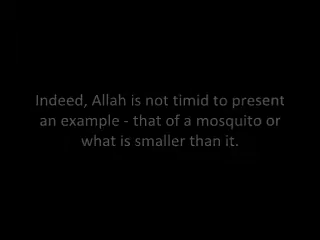 Indeed, Allah is not timid to present
an example - that of a mosquito or
what is smaller than it.